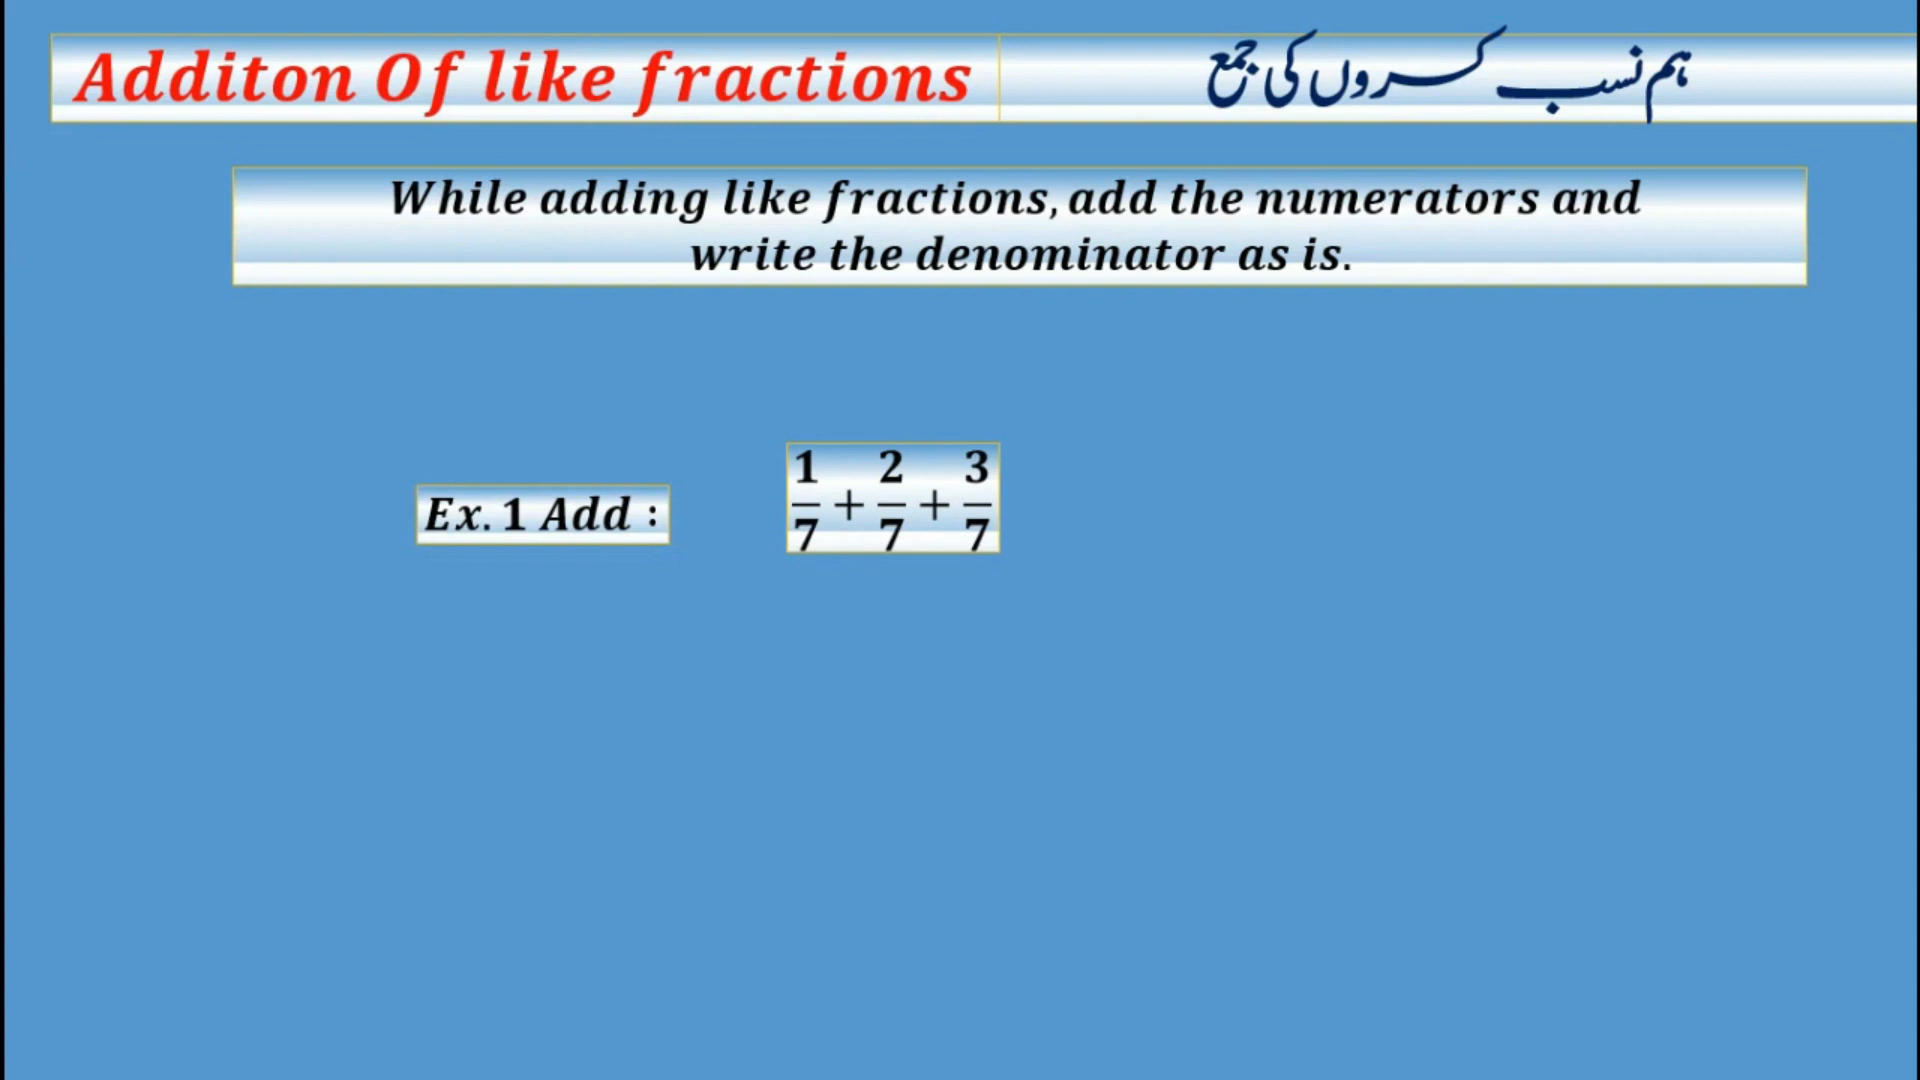 Additon Of like fractions
ہم نسب کسروں کی جمع
While adding like fractions, add the numerators and
write the denominator as is.
Ex. 1 Add :
1/7 + 2/7 + 3/7